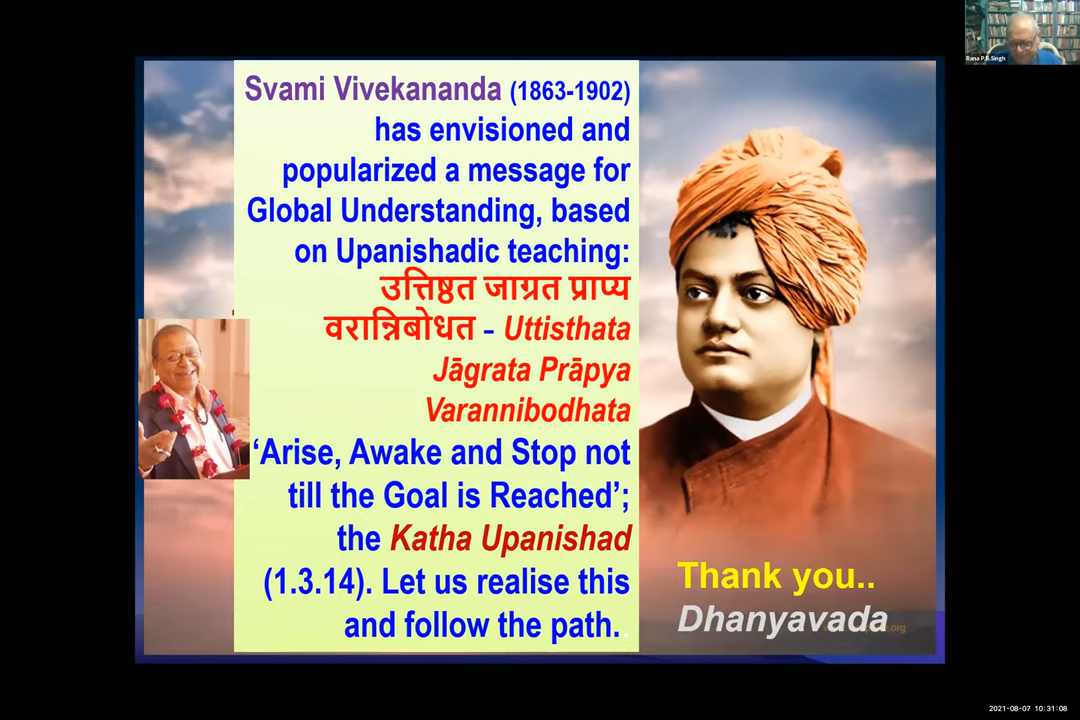 Rana P.B.Singh
Svami Vivekananda (1863-1902)
has envisioned and
popularized a message for
Global Understanding, based
on Upanishadic teaching:
उत्तिष्ठत जाग्रत प्राप्य
वरान्निबोधत – Uttisthata
Jāgrata Prāpya
Varannibodhata
‘Arise, Awake and Stop not
till the Goal is Reached’;
the Katha Upanishad
(1.3.14). Let us realise this
and follow the path..
Thank you..
Dhanyavada
.org
2021-08-07 10:31:08